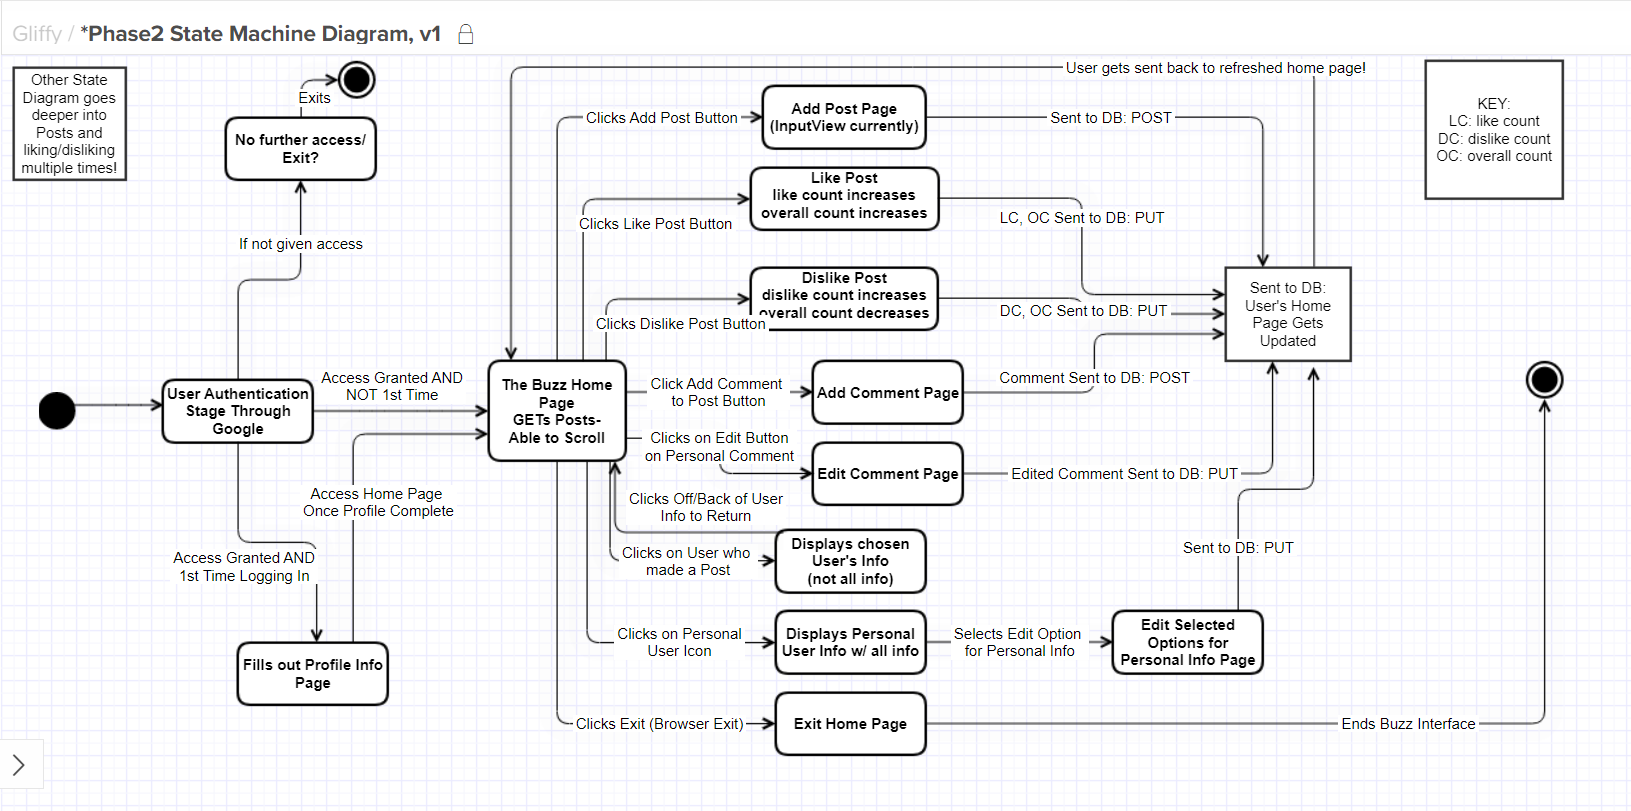 Gliffy / *Phase2 State Machine Diagram, v1
Other State
Diagram goes
deeper into
Posts and
liking/disliking
multiple times!
Exits
No further access/
Exit?
If not given access
User Authentication
Stage Through
Google
Access Granted AND
NOT 1st Time
Access Home Page
Once Profile Complete
Access Granted AND
1st Time Logging In
Fills out Profile Info
Page
The Buzz Home
Page
GETs Posts-
Able to Scroll
User gets sent back to refreshed home page!
Clicks Add Post Button
Add Post Page
(InputView currently)
Sent to DB: POST
Clicks Like Post Button
Like Post
like count increases
overall count increases
LC, OC Sent to DB: PUT
Clicks Dislike Post Button
Dislike Post
dislike count increases
overall count decreases
DC, OC Sent to DB: PUT
Click Add Comment
to Post Button
Add Comment Page
Comment Sent to DB: POST
Clicks on Edit Button
on Personal Comment
Edit Comment Page
Edited Comment Sent to DB: PUT
Clicks Off/Back of User
Info to Return
Clicks on User who
made a Post
Displays chosen
User's Info
(not all info)
Clicks on Personal
User Icon
Displays Personal
User Info w/ all info
Selects Edit Option
for Personal Info
Edit Selected
Options for
Personal Info Page
Sent to DB: PUT
Clicks Exit (Browser Exit)
Exit Home Page
Ends Buzz Interface
Sent to DB:
User's Home
Page Gets
Updated
KEY:
LC: like count
DC: dislike count
OC: overall count